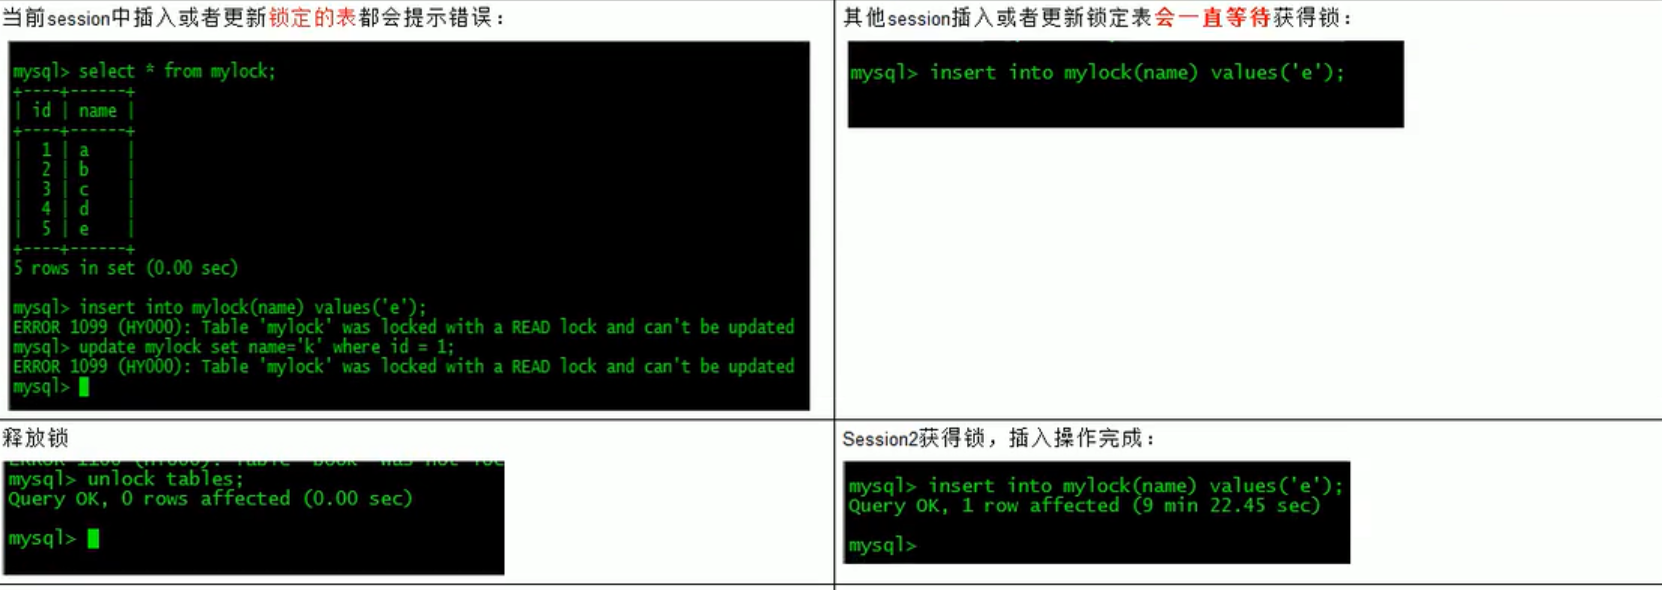 当前session中插入或者更新锁定的表都会提示错误：
mysql> select * from mylock;
+----+------+
| id | name |
+----+------+
| 1 | a |
| 2 | b |
| 3 | c |
| 4 | d |
| 5 | e |
+----+------+
5 rows in set (0.00 sec)
mysql> insert into mylock(name) values('e');
ERROR 1099 (HY000): Table 'mylock' was locked with a READ lock and can't be updated
mysql> update mylock set name='k' where id = 1;
ERROR 1099 (HY000): Table 'mylock' was locked with a READ lock and can't be updated
mysql>
其他session插入或者更新锁定表会一直等待获得锁：
mysql> insert into mylock(name) values('e');
释放锁
mysql> unlock tables;
Query OK, 0 rows affected (0.00 sec)
mysql>
Session2获得锁，插入操作完成：
mysql> insert into mylock(name) values('e');
Query OK, 1 row affected (9 min 22.45 sec)
mysql>